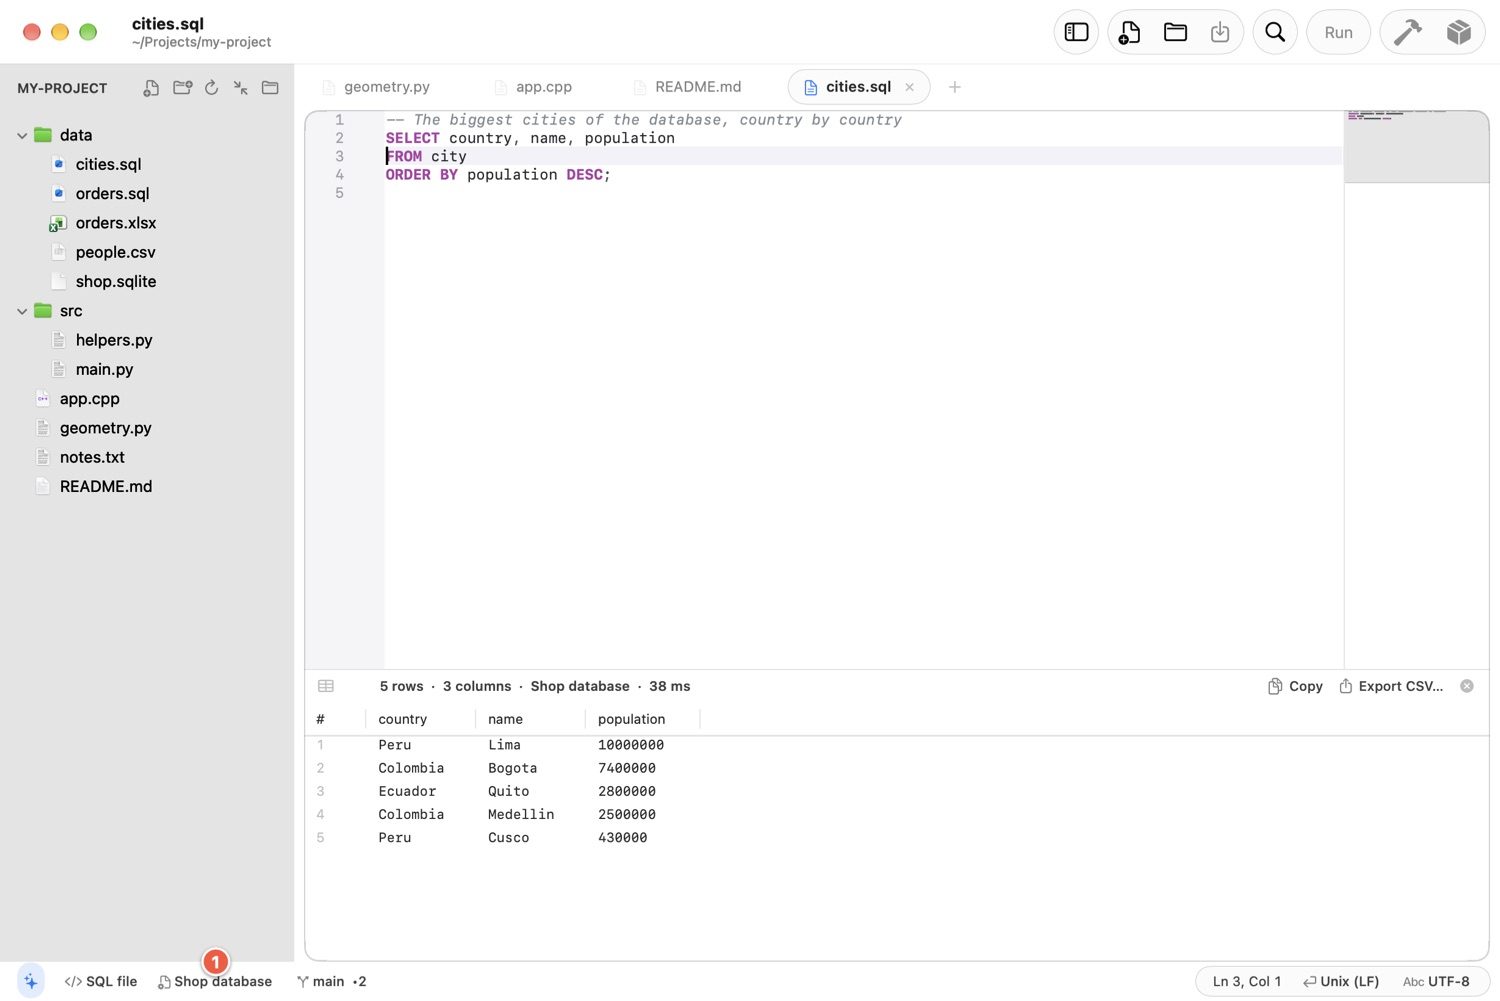 cities.sql
~/Projects/my-project
Run
MY-PROJECT
data
cities.sql
orders.sql
orders.xlsx
people.csv
shop.sqlite
src
helpers.py
main.py
app.cpp
geometry.py
notes.txt
README.md
geometry.py
app.cpp
README.md
cities.sql
1 -- The biggest cities of the database, country by country
2 SELECT country, name, population
3 FROM city
4 ORDER BY population DESC;
5
5 rows · 3 columns · Shop database · 38 ms
Copy
Export CSV...
# country name population
1 Peru Lima 10000000
2 Colombia Bogota 7400000
3 Ecuador Quito 2800000
4 Colombia Medellin 2500000
5 Peru Cusco 430000
1
</> SQL file
Shop database
main •2
Ln 3, Col 1
Unix (LF)
Abc UTF-8